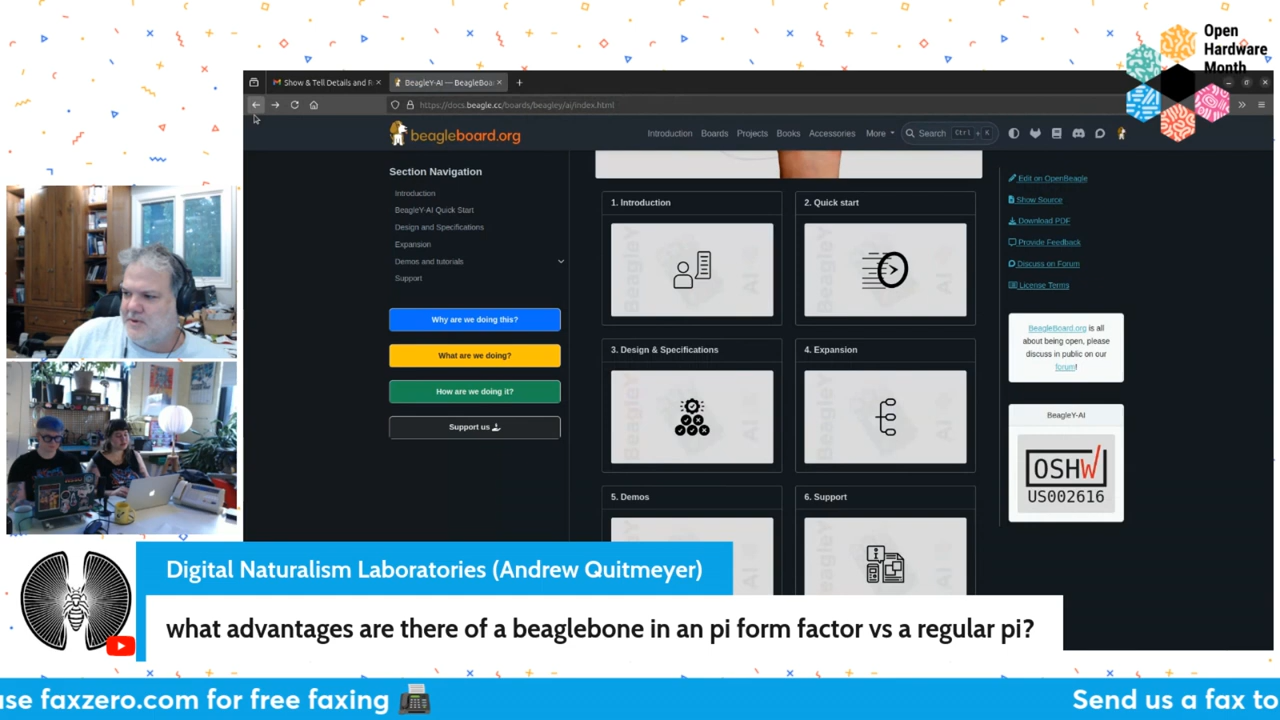 Open
Hardware
Month
Show & Tell Details and R
BeagleY-AI — BeagleBoa
https://docs.beagle.cc/boards/beagley/ai/index.html
beagleboard.org
Introduction
Boards
Projects
Books
Accessories
More
Search
Ctrl + K
Section Navigation
Introduction
BeagleY-AI Quick Start
Design and Specifications
Expansion
Demos and tutorials
Support
Why are we doing this?
What are we doing?
How are we doing it?
Support us
1. Introduction
2. Quick start
3. Design & Specifications
4. Expansion
5. Demos
6. Support
Edit on OpenBeagle
Show Source
Download PDF
Provide Feedback
Discuss on Forum
License Terms
BeagleBoard.org is all
about being open, please
discuss in public on our
forum!
BeagleY-AI
OSHW
US002616
Digital Naturalism Laboratories (Andrew Quitmeyer)
what advantages are there of a beaglebone in an pi form factor vs a regular pi?
se faxzero.com for free faxing
Send us a fax to